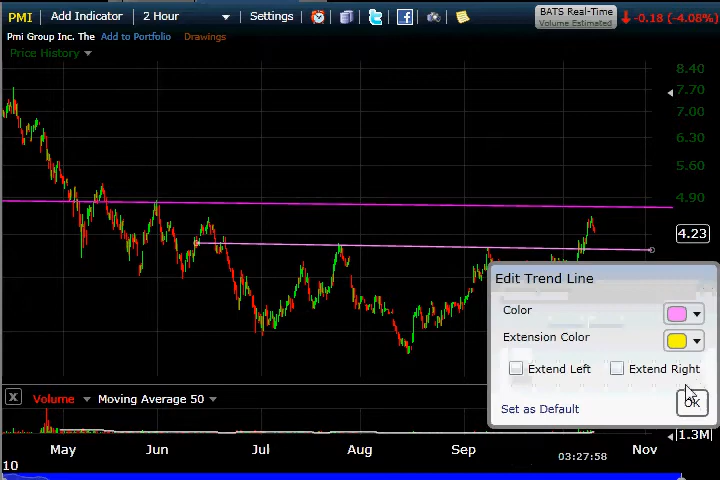 PMI Add Indicator 2 Hour Settings BATS Real-Time -0.18 (-4.08%)
Volume Estimated
Pmi Group Inc. The Add to Portfolio Drawings
Price History
8.40
7.70
7.00
6.30
5.60
4.90
4.23
Edit Trend Line
Color
Extension Color
Extend Left Extend Right
Set as Default OK
X Volume Moving Average 50
1.3M
May Jun Jul Aug Sep Nov
03:27:58
10